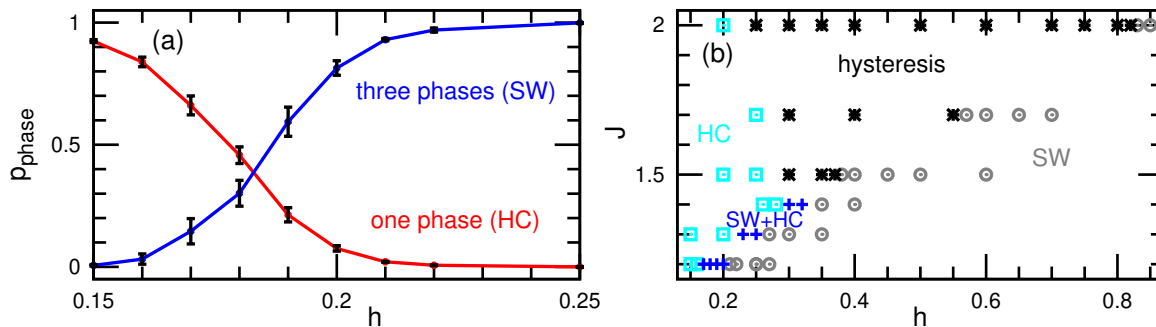 1
0.5
0
p_phase
(a)
three phases (SW)
one phase (HC)
0.15
0.2
0.25
h
2
1.5
J
(b)
hysteresis
HC
SW
SW+HC
0.2
0.4
0.6
0.8
h